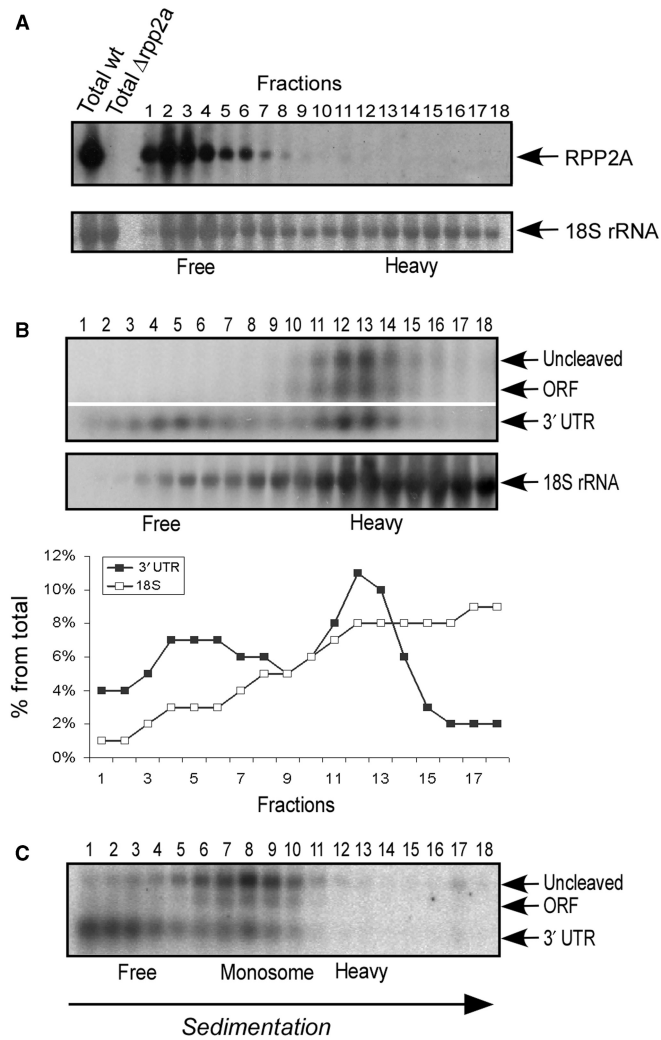 A
Total wt
Total Δrpp2a
Fractions
1 2 3 4 5 6 7 8 9 10 11 12 13 14 15 16 17 18
RPP2A
18S rRNA
Free Heavy
B
1 2 3 4 5 6 7 8 9 10 11 12 13 14 15 16 17 18
Uncleaved
ORF
3′ UTR
18S rRNA
Free Heavy
12%
10%
8%
6%
4%
2%
0%
% from total
3′ UTR
18S
1 3 5 7 9 11 13 15 17
Fractions
C
1 2 3 4 5 6 7 8 9 10 11 12 13 14 15 16 17 18
Uncleaved
ORF
3′ UTR
Free Monosome Heavy
Sedimentation